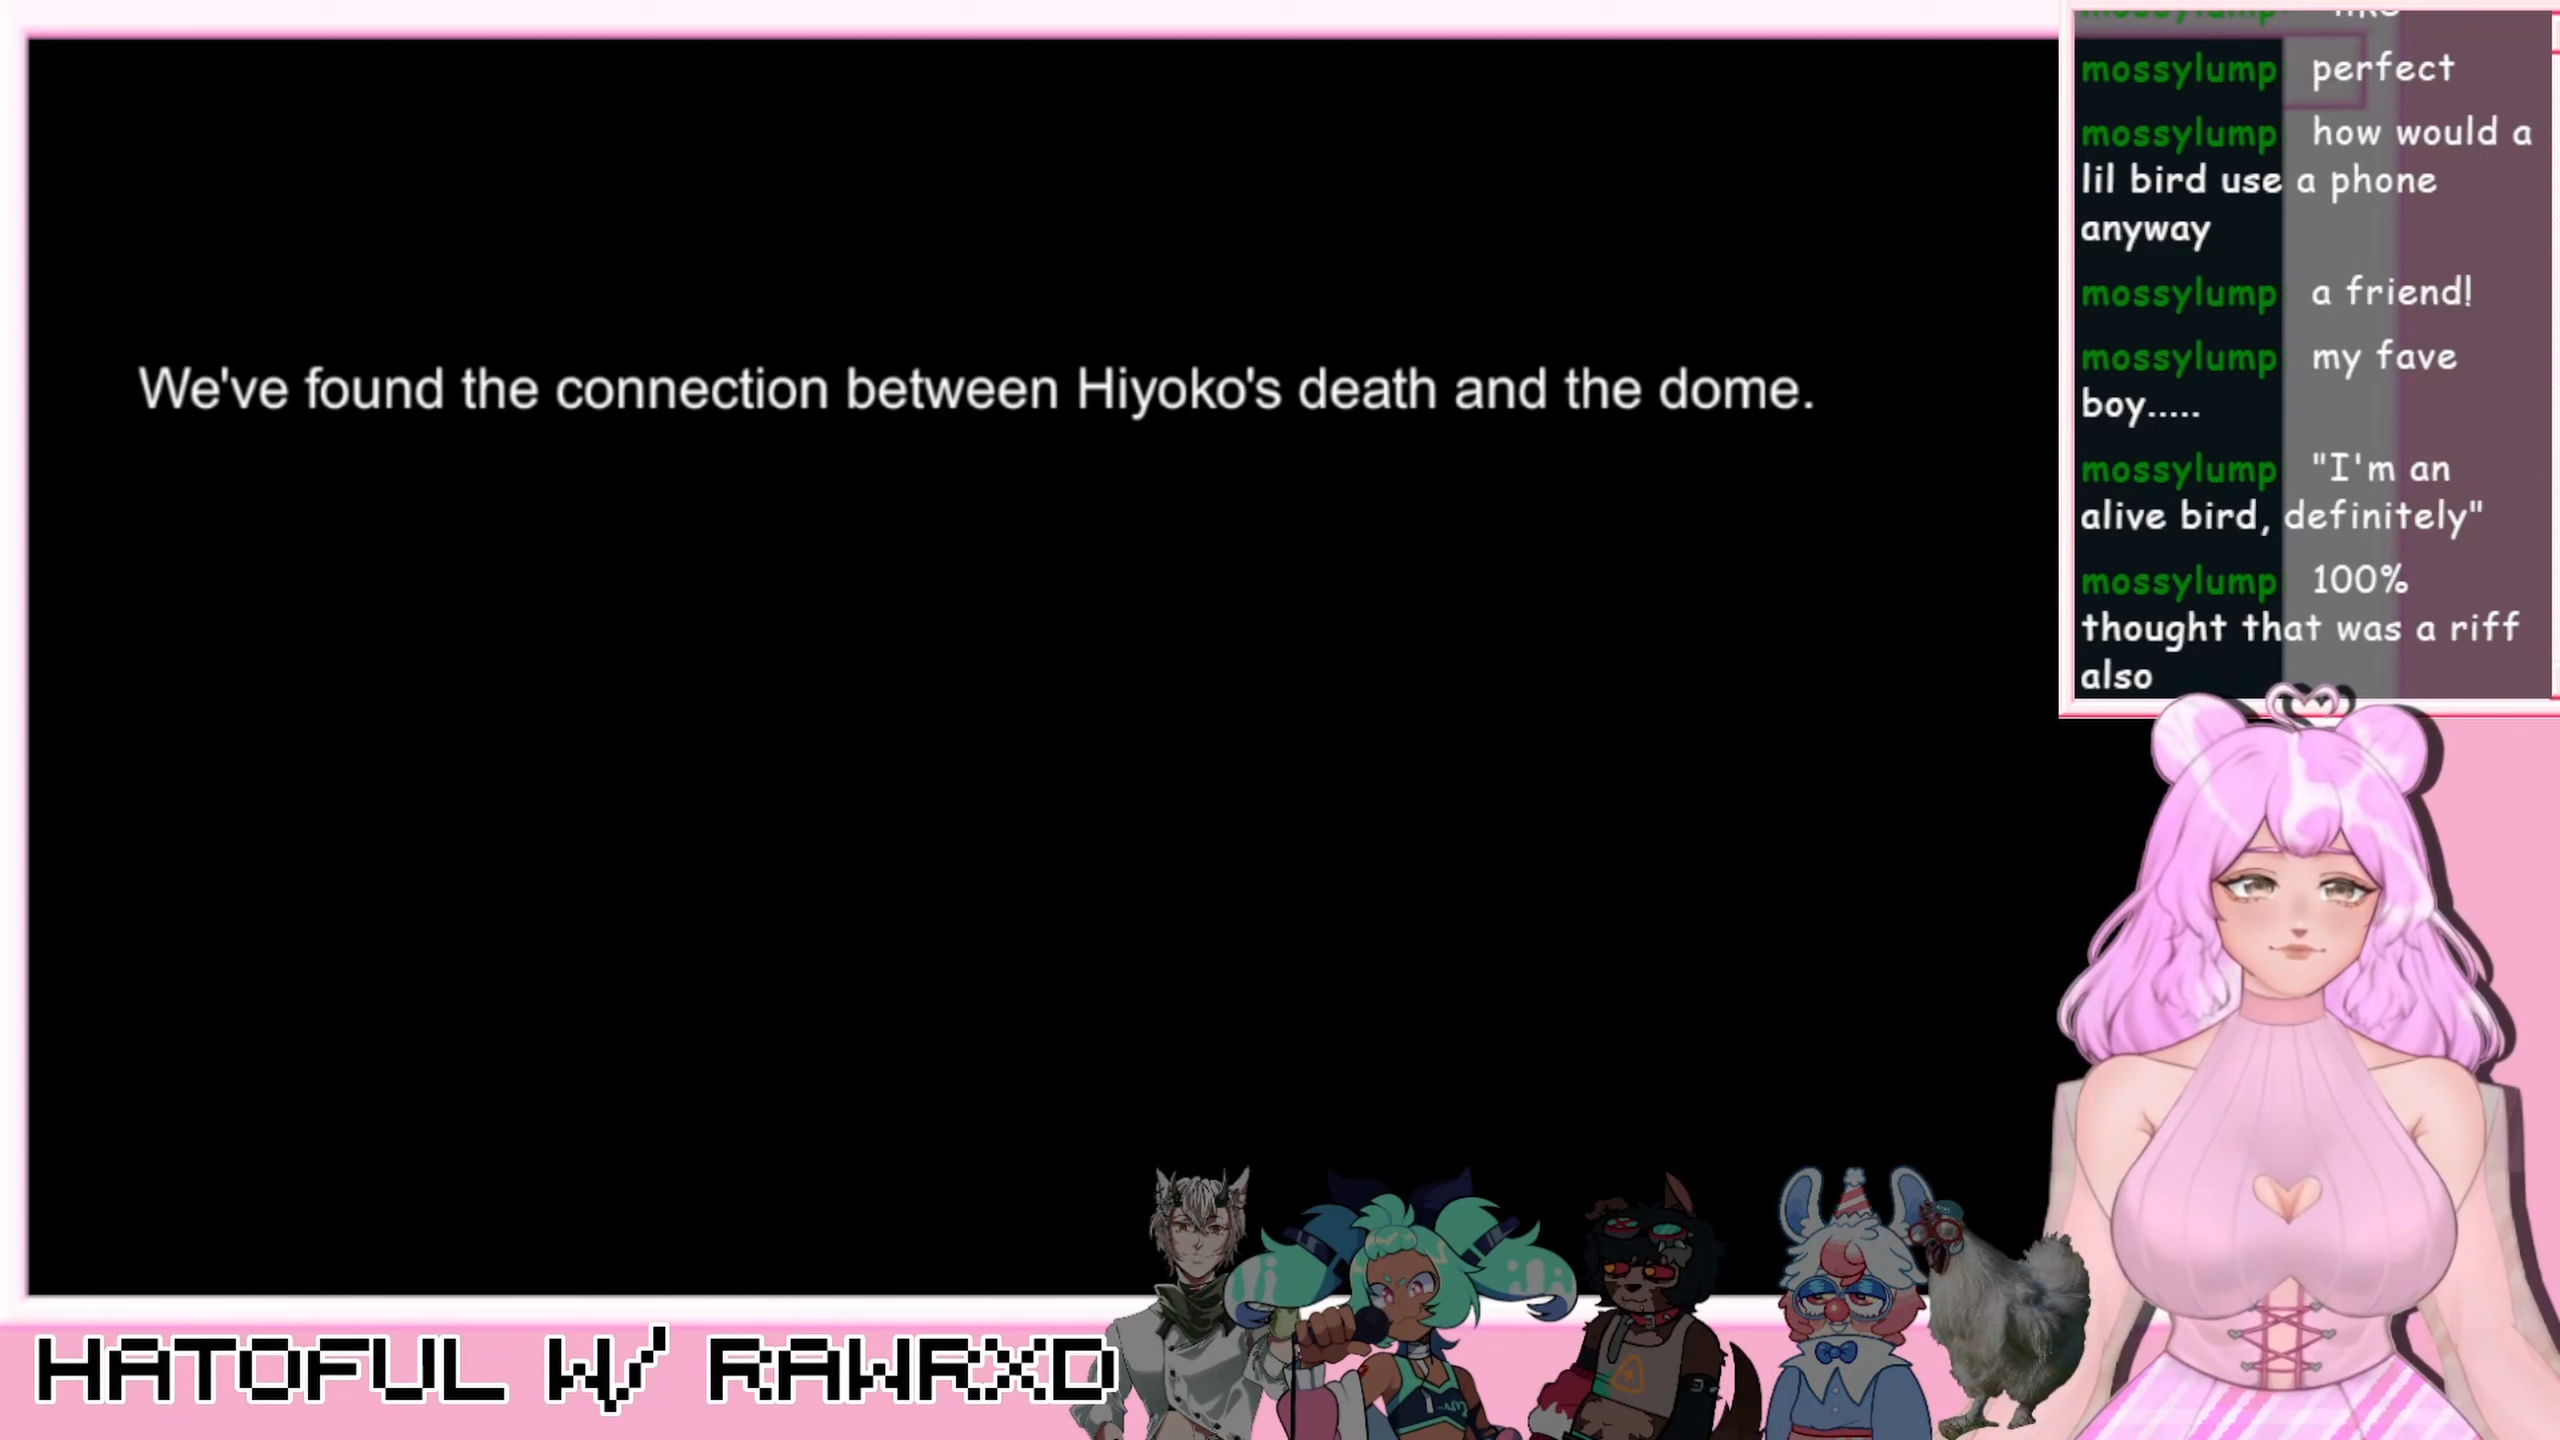 We've found the connection between Hiyoko's death and the dome.
mossylump perfect
mossylump how would a
lil bird use a phone
anyway
mossylump a friend!
mossylump my fave
boy.....
mossylump "I'm an
alive bird, definitely"
mossylump 100%
thought that was a riff
also
HATOFUL W/ RAWRXD